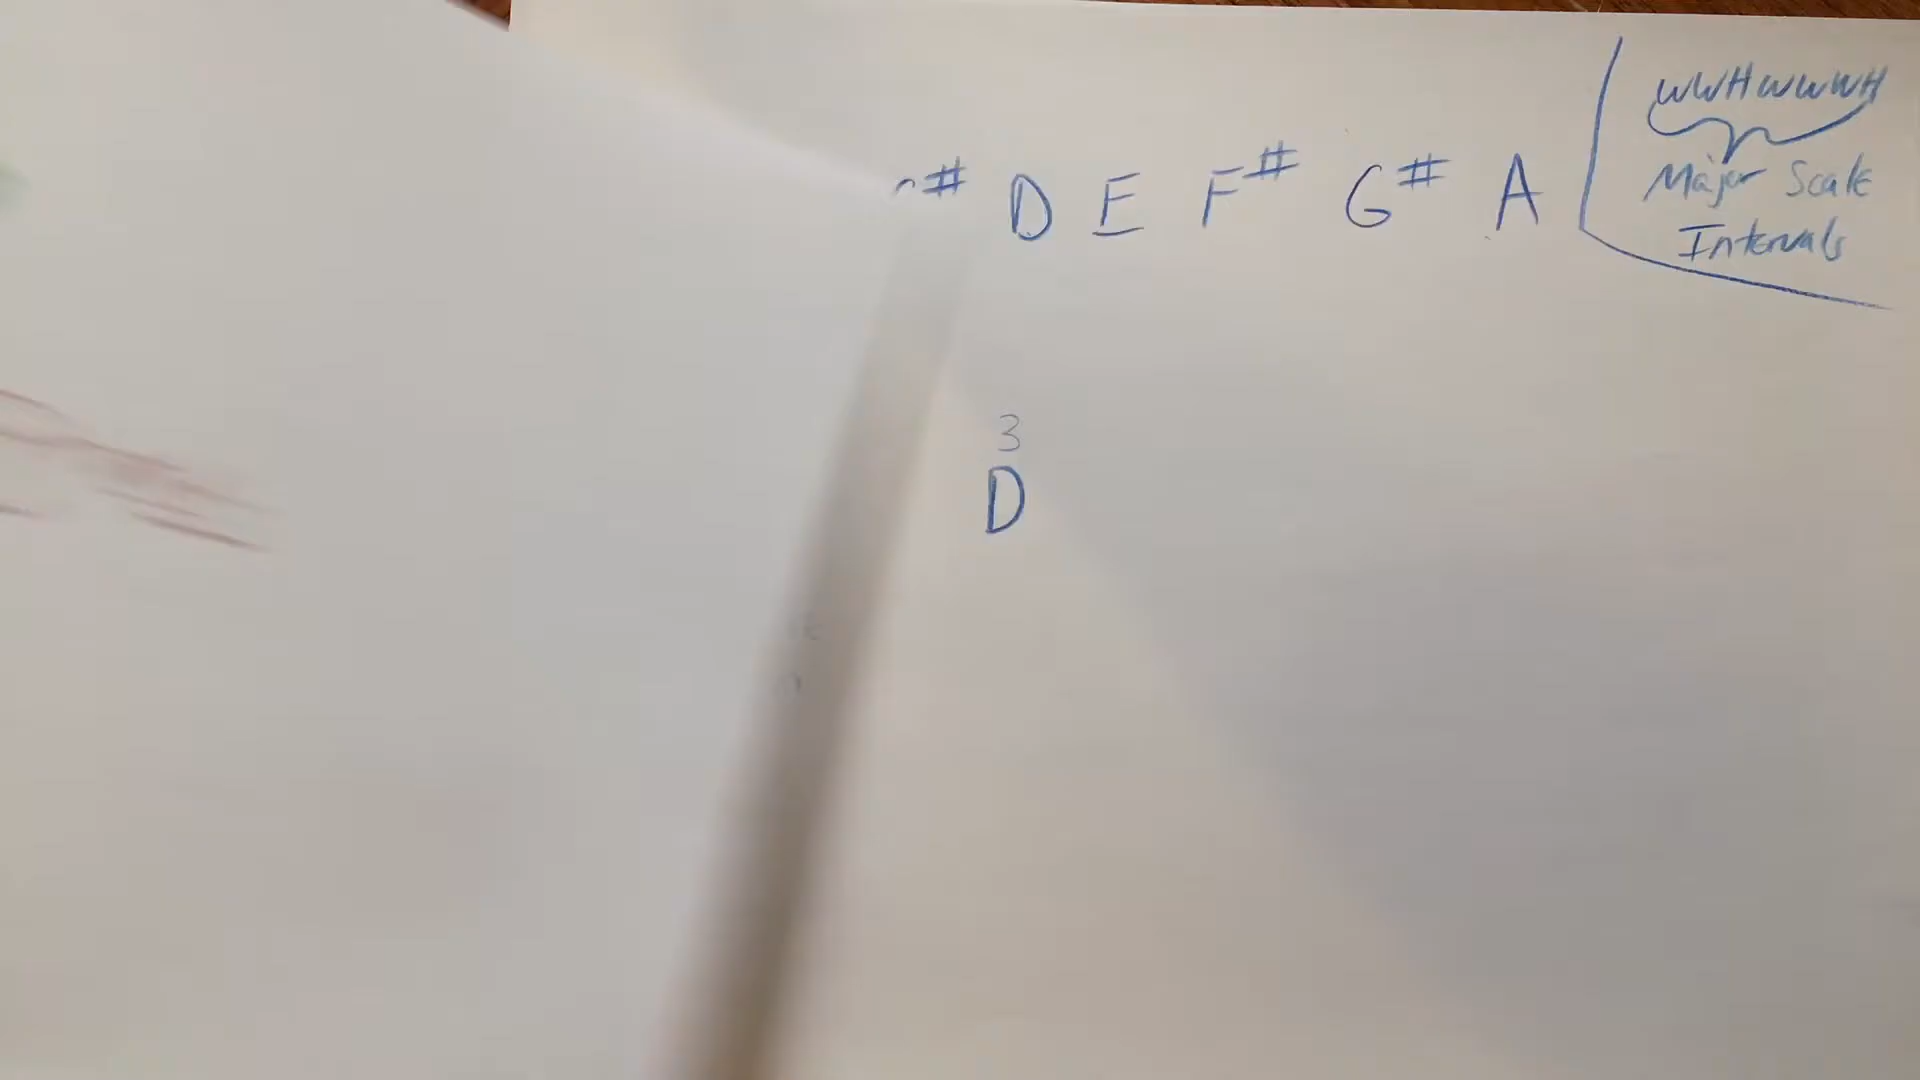 WWHWWWH
Major Scale
Intervals
# D E F# G# A
3
D